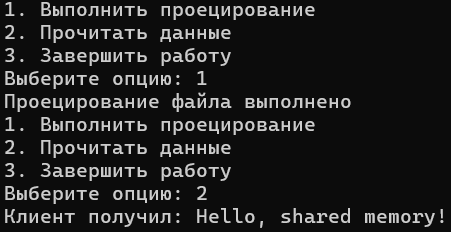 1. Выполнить проецирование
2. Прочитать данные
3. Завершить работу
Выберите опцию: 1
Проецирование файла выполнено
1. Выполнить проецирование
2. Прочитать данные
3. Завершить работу
Выберите опцию: 2
Клиент получил: Hello, shared memory!